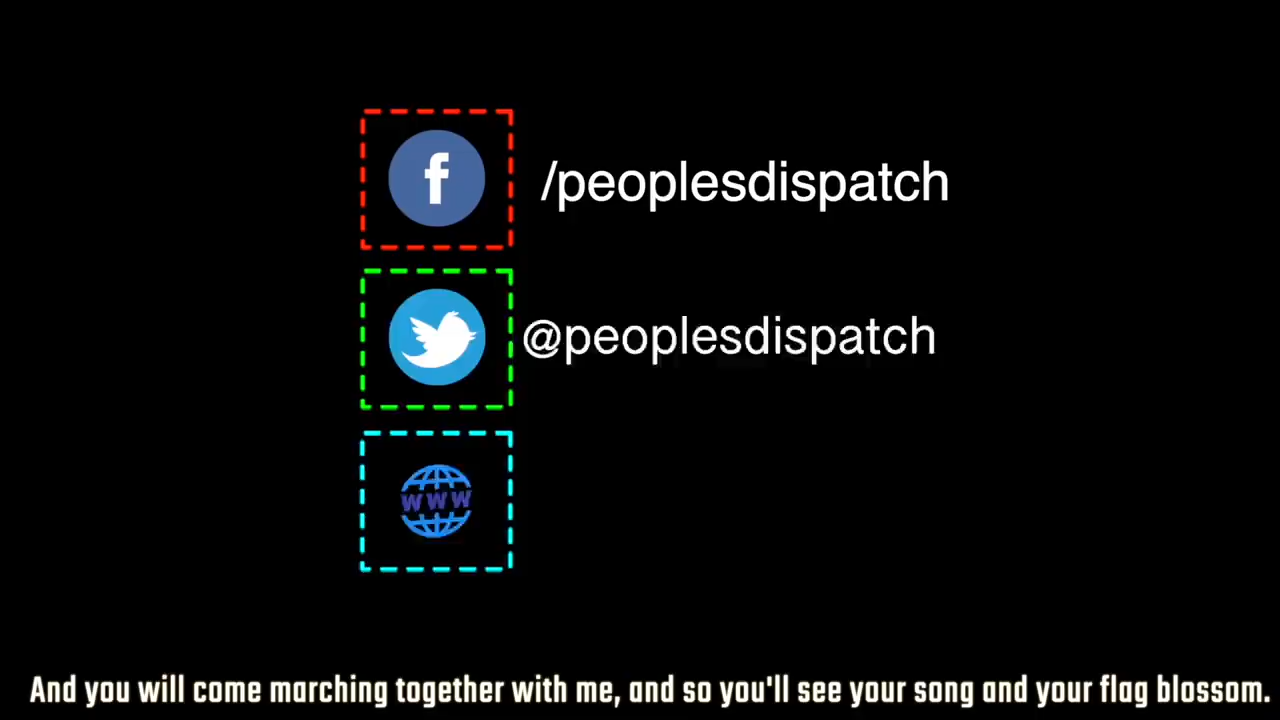 f
/peoplesdispatch
@peoplesdispatch
WWW
And you will come marching together with me, and so you'll see your song and your flag blossom.